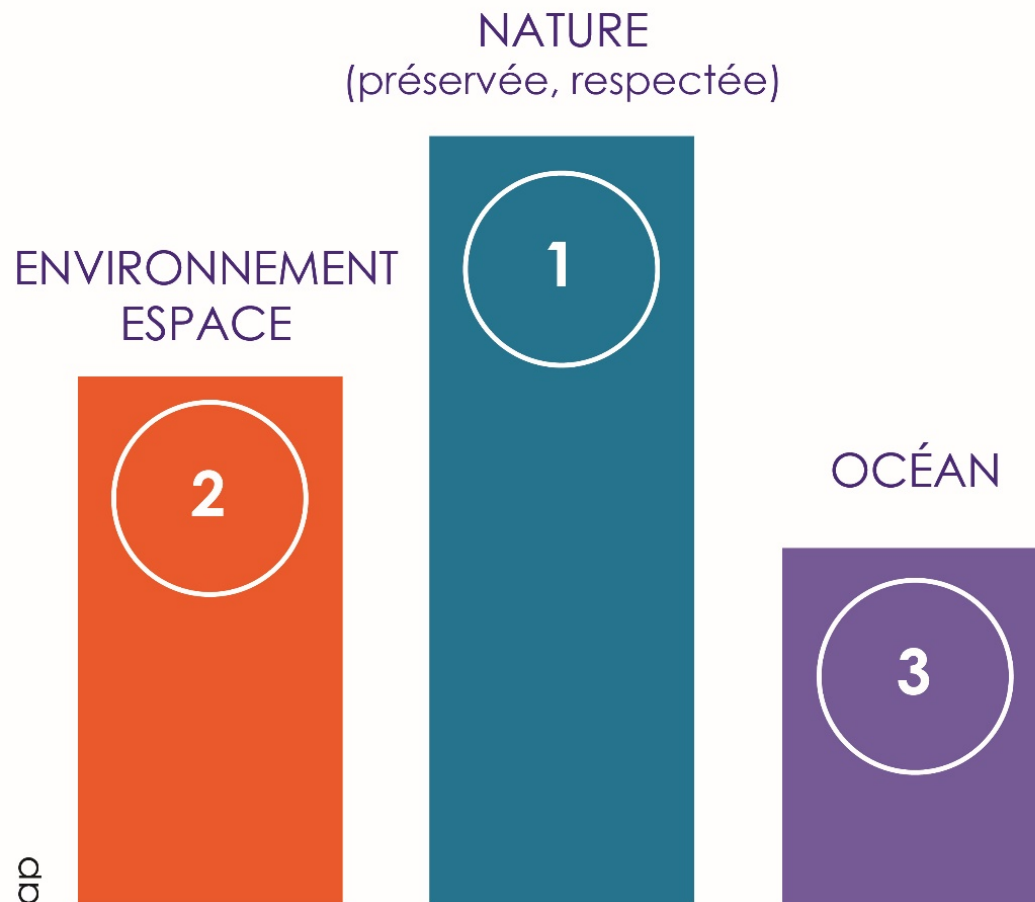 NATURE
(préservée, respectée)
1
ENVIRONNEMENT
ESPACE
2
OCÉAN
3